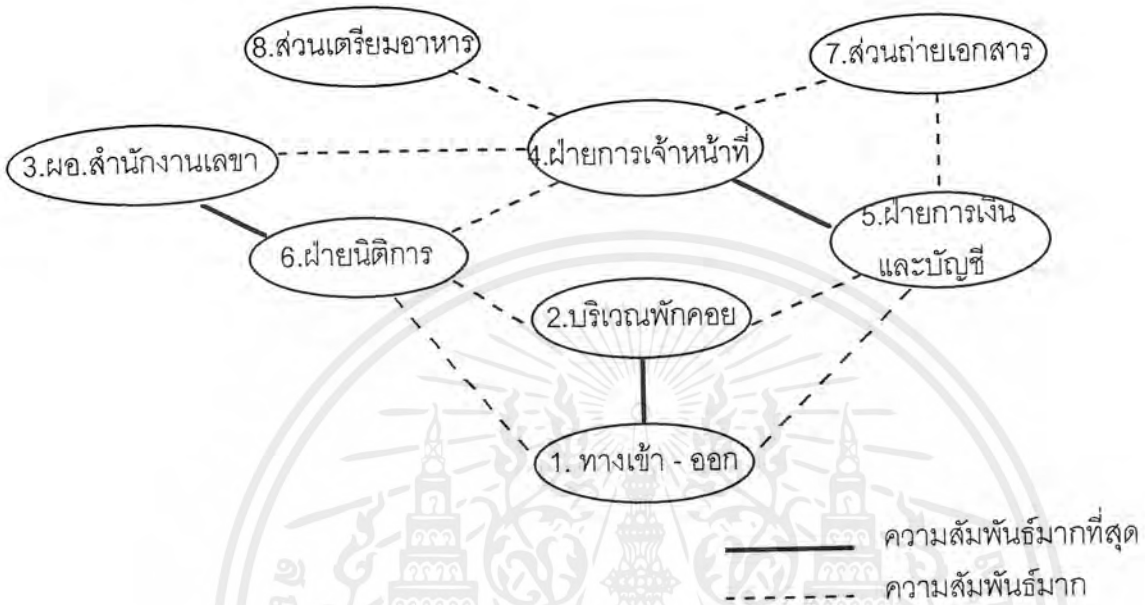 8.ส่วนเตรียมอาหาร
7.ส่วนถ่ายเอกสาร
3.ผอ.สำนักงานเลขา
4.ฝ่ายการเจ้าหน้าที่
5.ฝ่ายการเงิน
และบัญชี
6.ฝ่ายนิติการ
2.บริเวณพักคอย
1. ทางเข้า - ออก
ความสัมพันธ์มากที่สุด
ความสัมพันธ์มาก